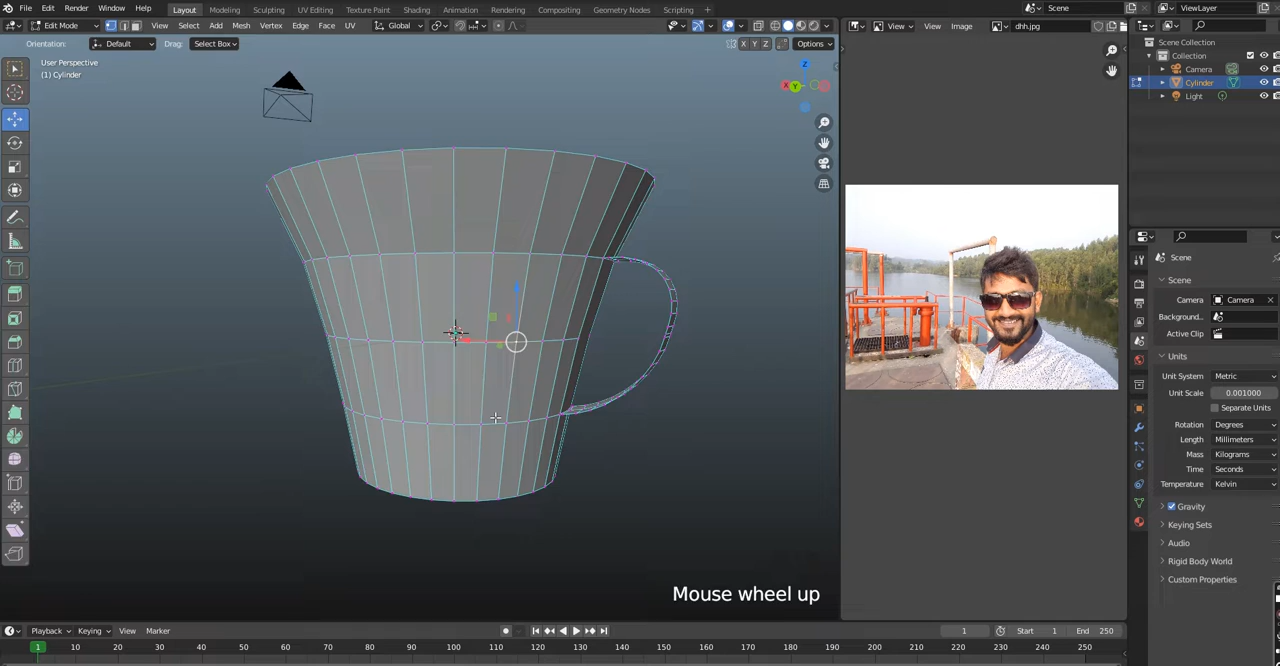 File Edit Render Window Help Layout Modeling Sculpting UV Editing Texture Paint Shading Animation Rendering Compositing Geometry Nodes Scripting + Scene ViewLayer
Edit Mode View Select Add Mesh Vertex Edge Face UV Global View Image dhh.jpg
Orientation: Default Drag: Select Box X Y Z Options
User Perspective
(1) Cylinder
Z
X Y
Scene Collection
Collection
Camera
Cylinder
Light
Scene
Scene
Camera Camera
Background...
Active Clip
Units
Unit System Metric
Unit Scale 0.001000
Separate Units
Rotation Degrees
Length Millimeters
Mass Kilograms
Time Seconds
Temperature Kelvin
Gravity
Keying Sets
Audio
Rigid Body World
Custom Properties
Mouse wheel up
Playback Keying View Marker 1 Start 1 End 250
1 10 20 30 40 50 60 70 80 90 100 110 120 130 140 150 160 170 180 190 200 210 220 230 240 250